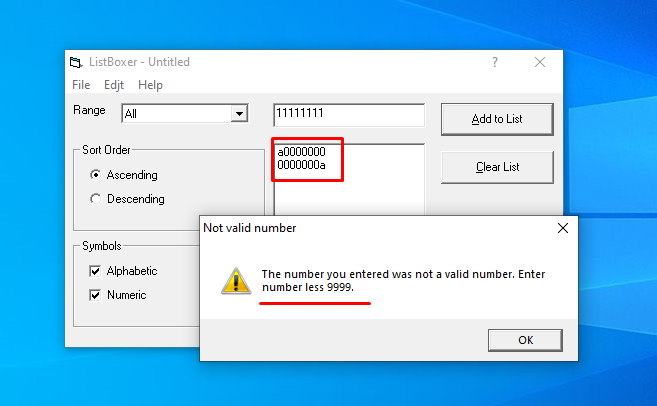 ListBoxer - Untitled
File Edjt Help
Range
All
11111111
Add to List
Sort Order
a0000000
0000000a
Ascending
Clear List
Descending
Not valid number
Symbols
Alphabetic
The number you entered was not a valid number. Enter
number less 9999.
Numeric
OK